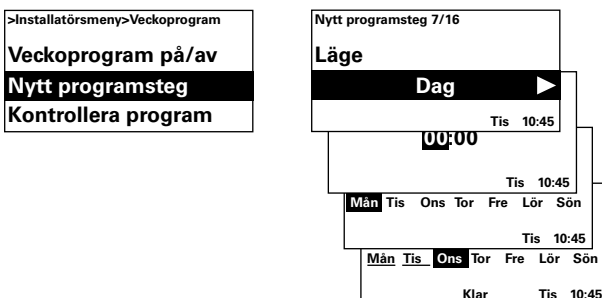 >Installatörsmeny>Veckoprogram
Veckoprogram på/av
Nytt programsteg
Kontrollera program
Nytt programsteg 7/16
Läge
Dag
Tis 10:45
00:00
Tis 10:45
Mån Tis Ons Tor Fre Lör Sön
Tis 10:45
Mån Tis Ons Tor Fre Lör Sön
Klar Tis 10:45